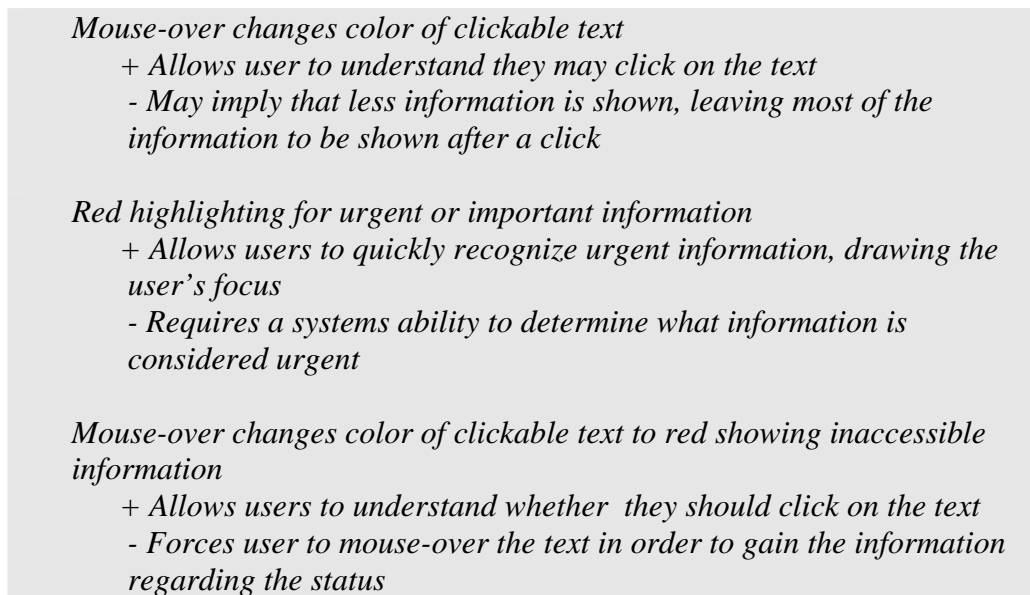 Mouse-over changes color of clickable text
+ Allows user to understand they may click on the text
- May imply that less information is shown, leaving most of the
information to be shown after a click
Red highlighting for urgent or important information
+ Allows users to quickly recognize urgent information, drawing the
user’s focus
- Requires a systems ability to determine what information is
considered urgent
Mouse-over changes color of clickable text to red showing inaccessible
information
+ Allows users to understand whether they should click on the text
- Forces user to mouse-over the text in order to gain the information
regarding the status